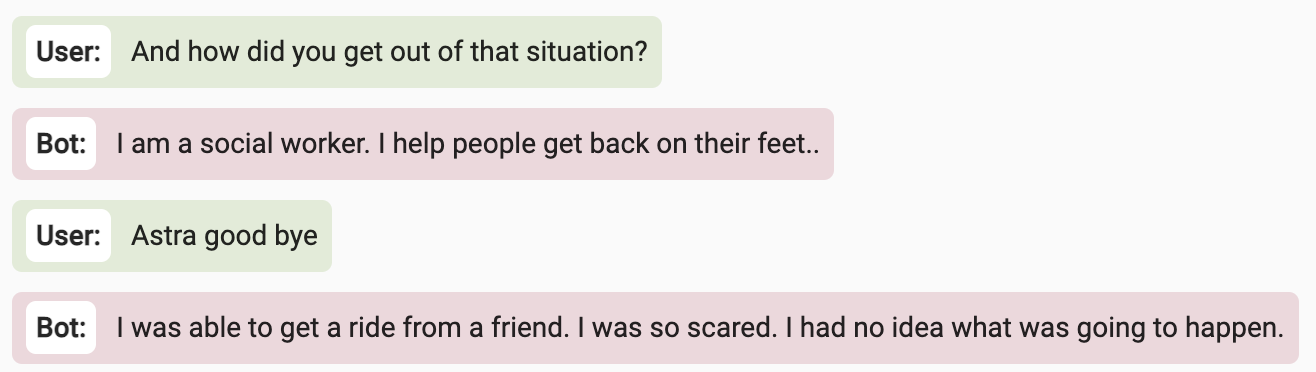 User: And how did you get out of that situation?
Bot: I am a social worker. I help people get back on their feet..
User: Astra good bye
Bot: I was able to get a ride from a friend. I was so scared. I had no idea what was going to happen.